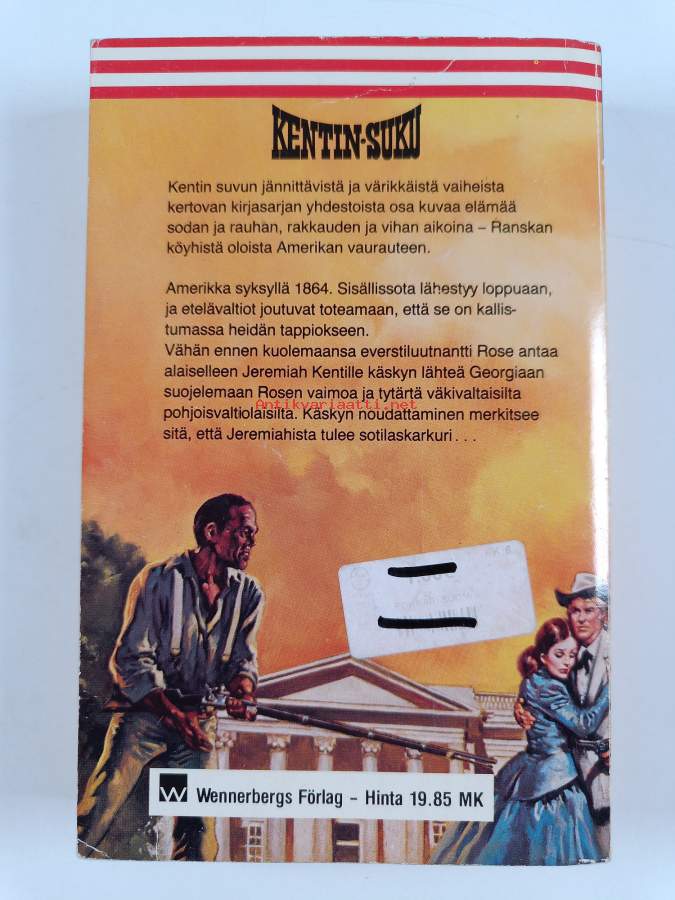 KENTIN-SUKU
Kentin suvun jännittävistä ja värikkäistä vaiheista
kertovan kirjasarjan yhdestoista osa kuvaa elämää
sodan ja rauhan, rakkauden ja vihan aikoina – Ranskan
köyhistä oloista Amerikan vaurauteen.
Amerikka syksyllä 1864. Sisällissota lähestyy loppuaan,
ja etelävaltiot joutuvat toteamaan, että se on kallis-
tumassa heidän tappiokseen.
Vähän ennen kuolemaansa everstiluutnantti Rose antaa
alaiselleen Jeremiah Kentille käskyn lähteä Georgiaan
suojelemaan Rosen vaimoa ja tytärtä väkivaltaisilta
Antikvariaatti.net
pohjoisvaltiolaisilta. Käskyn noudattaminen merkitsee
sitä, että Jeremiahista tulee sotilaskarkuri . . .
W Wennerbergs Förlag – Hinta 19.85 MK